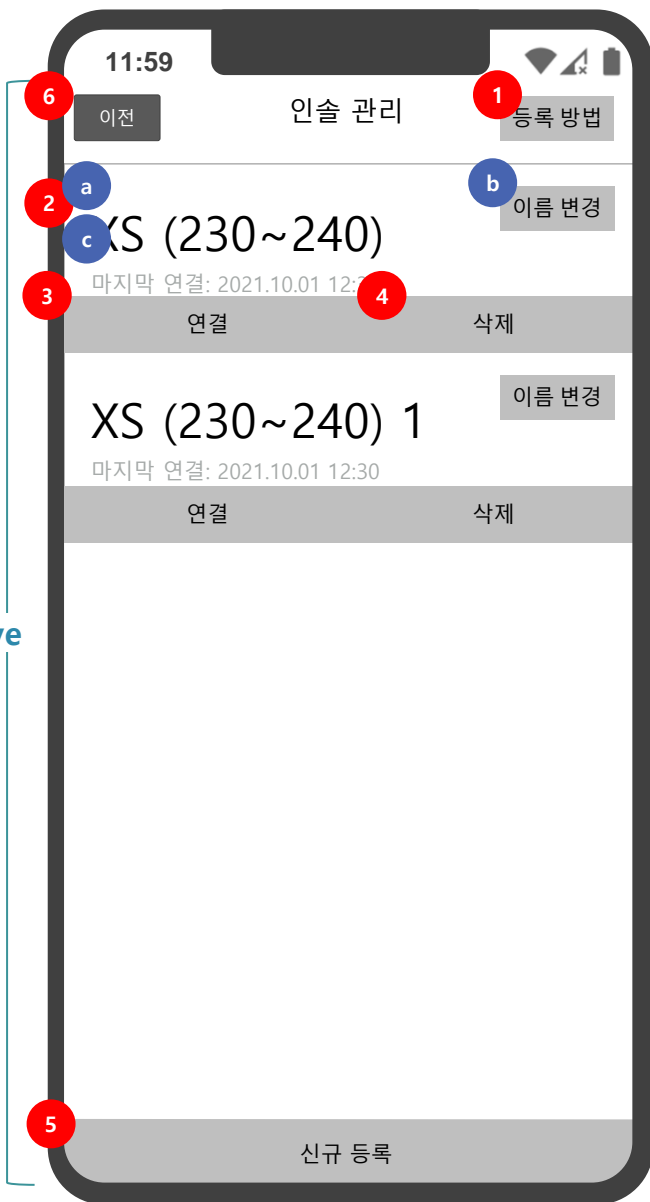 11:59
6
이전
인솔 관리
1
등록 방법
a
b
2
이름 변경
c
XS (230~240)
마지막 연결: 2021.10.01 12:
3
4
연결
삭제
이름 변경
XS (230~240) 1
마지막 연결: 2021.10.01 12:30
연결
삭제
5
신규 등록